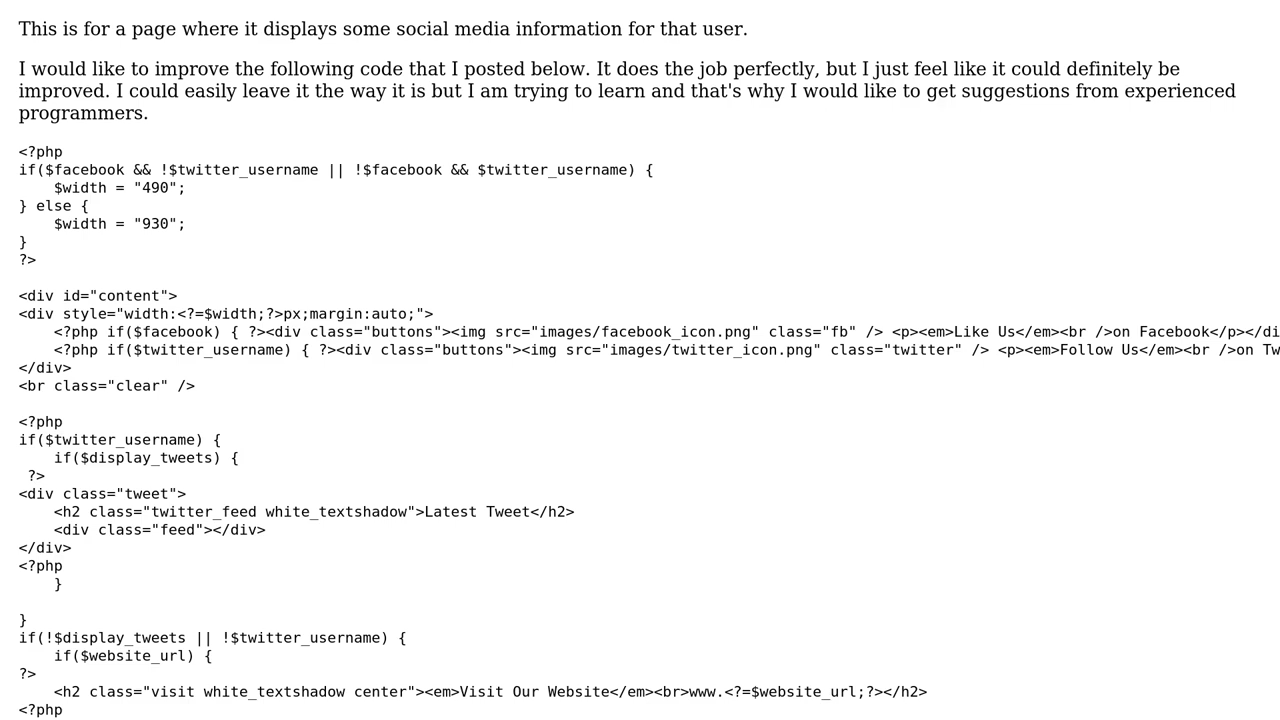 This is for a page where it displays some social media information for that user.
I would like to improve the following code that I posted below. It does the job perfectly, but I just feel like it could definitely be
improved. I could easily leave it the way it is but I am trying to learn and that's why I would like to get suggestions from experienced
programmers.
<?php
if($facebook && !$twitter_username || !$facebook && $twitter_username) {
    $width = "490";
} else {
    $width = "930";
}
?>
<div id="content">
<div style="width:<?=$width;?>px;margin:auto;">
    <?php if($facebook) { ?><div class="buttons"><img src="images/facebook_icon.png" class="fb" /> <p><em>Like Us</em><br />on Facebook</p></di
    <?php if($twitter_username) { ?><div class="buttons"><img src="images/twitter_icon.png" class="twitter" /> <p><em>Follow Us</em><br />on Tw
</div>
<br class="clear" />
<?php
if($twitter_username) {
    if($display_tweets) {
 ?>
<div class="tweet">
    <h2 class="twitter_feed white_textshadow">Latest Tweet</h2>
    <div class="feed"></div>
</div>
<?php
    }
}
if(!$display_tweets || !$twitter_username) {
    if($website_url) {
?>
    <h2 class="visit white_textshadow center"><em>Visit Our Website</em><br>www.<?=$website_url;?></h2>
<?php